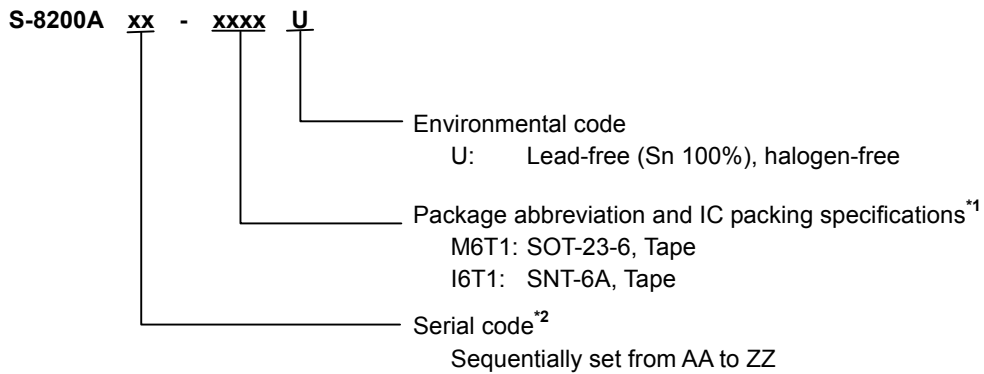 S-8200A xx - xxxx U
Environmental code
U: Lead-free (Sn 100%), halogen-free
Package abbreviation and IC packing specifications*1
M6T1: SOT-23-6, Tape
I6T1: SNT-6A, Tape
Serial code*2
Sequentially set from AA to ZZ